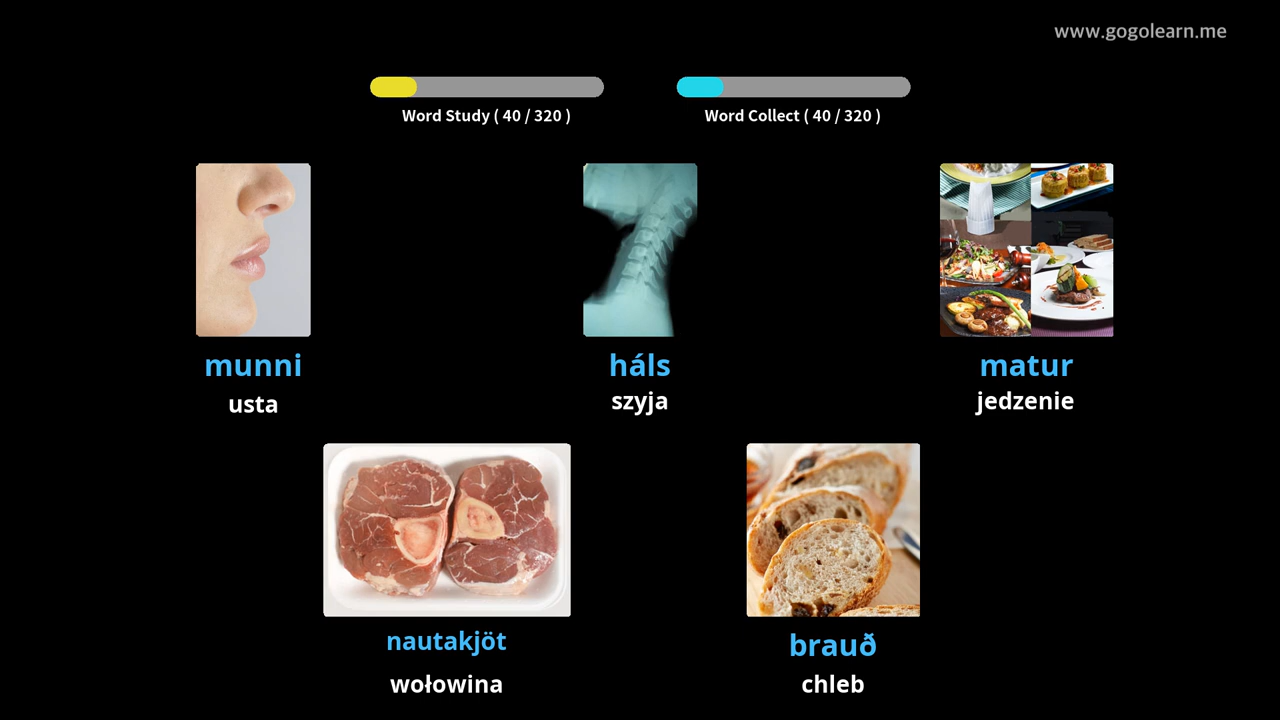 www.gogolearn.me
Word Study ( 40 / 320 )
Word Collect ( 40 / 320 )
munni
usta
háls
szyja
matur
jedzenie
nautakjöt
wołowina
brauð
chleb